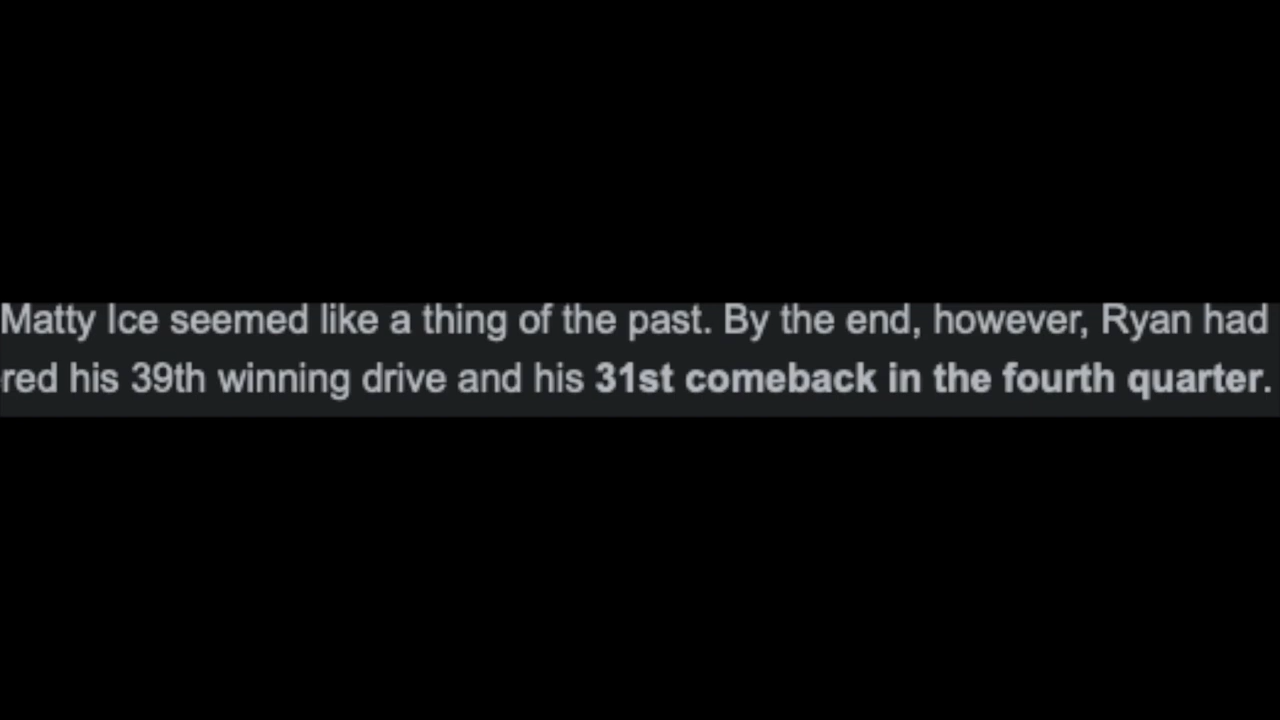 Matty Ice seemed like a thing of the past. By the end, however, Ryan had
red his 39th winning drive and his 31st comeback in the fourth quarter.